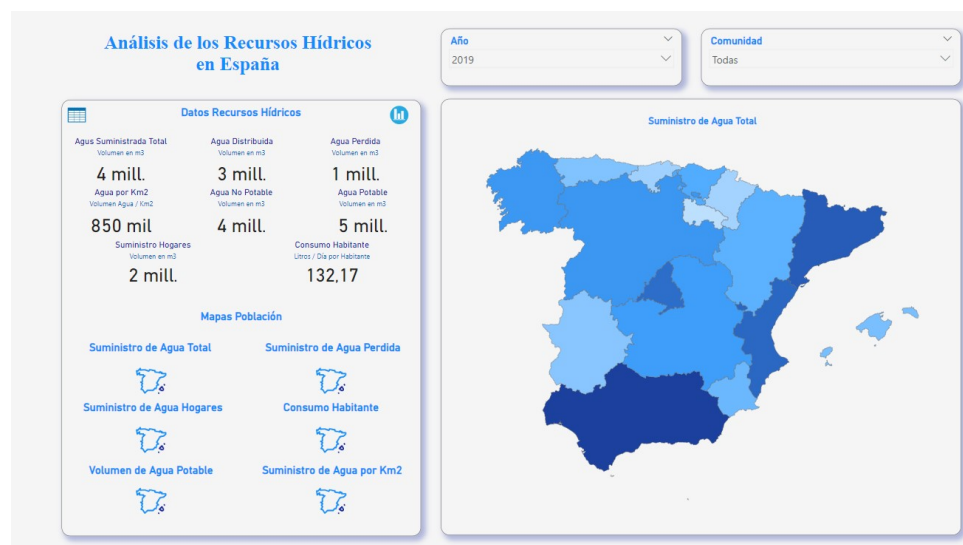 Análisis de los Recursos Hídricos
en España
Año
2019
Comunidad
Todas
Datos Recursos Hídricos
Agus Suministrada Total
Volumen en m3
4 mill.
Agua Distribuida
Volumen en m3
3 mill.
Agua Perdida
Volumen en m3
1 mill.
Agua por Km2
Volumen Agua / Km2
850 mil
Agua No Potable
Volumen en m3
4 mill.
Agua Potable
Volumen en m3
5 mill.
Suministro Hogares
Volumen en m3
2 mill.
Consumo Habitante
Litros / Día por Habitante
132,17
Mapas Población
Suministro de Agua Total
Suministro de Agua Perdida
Suministro de Agua Hogares
Consumo Habitante
Volumen de Agua Potable
Suministro de Agua por Km2
Suministro de Agua Total